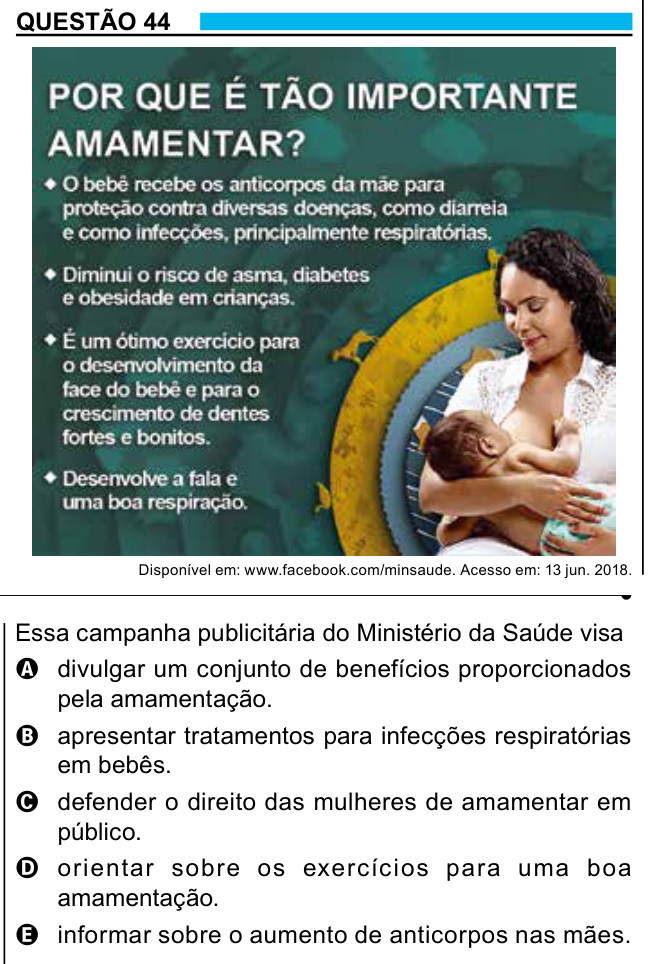 QUESTÃO 44
POR QUE É TÃO IMPORTANTE
AMAMENTAR?
◆ O bebê recebe os anticorpos da mãe para
proteção contra diversas doenças, como diarreia
e como infecções, principalmente respiratórias.
◆ Diminui o risco de asma, diabetes
e obesidade em crianças.
◆ É um ótimo exercício para
o desenvolvimento da
face do bebê e para o
crescimento de dentes
fortes e bonitos.
◆ Desenvolve a fala e
uma boa respiração.
Disponível em: www.facebook.com/minsaude. Acesso em: 13 jun. 2018.
Essa campanha publicitária do Ministério da Saúde visa
A divulgar um conjunto de benefícios proporcionados
pela amamentação.
B apresentar tratamentos para infecções respiratórias
em bebês.
C defender o direito das mulheres de amamentar em
público.
D orientar sobre os exercícios para uma boa
amamentação.
E informar sobre o aumento de anticorpos nas mães.